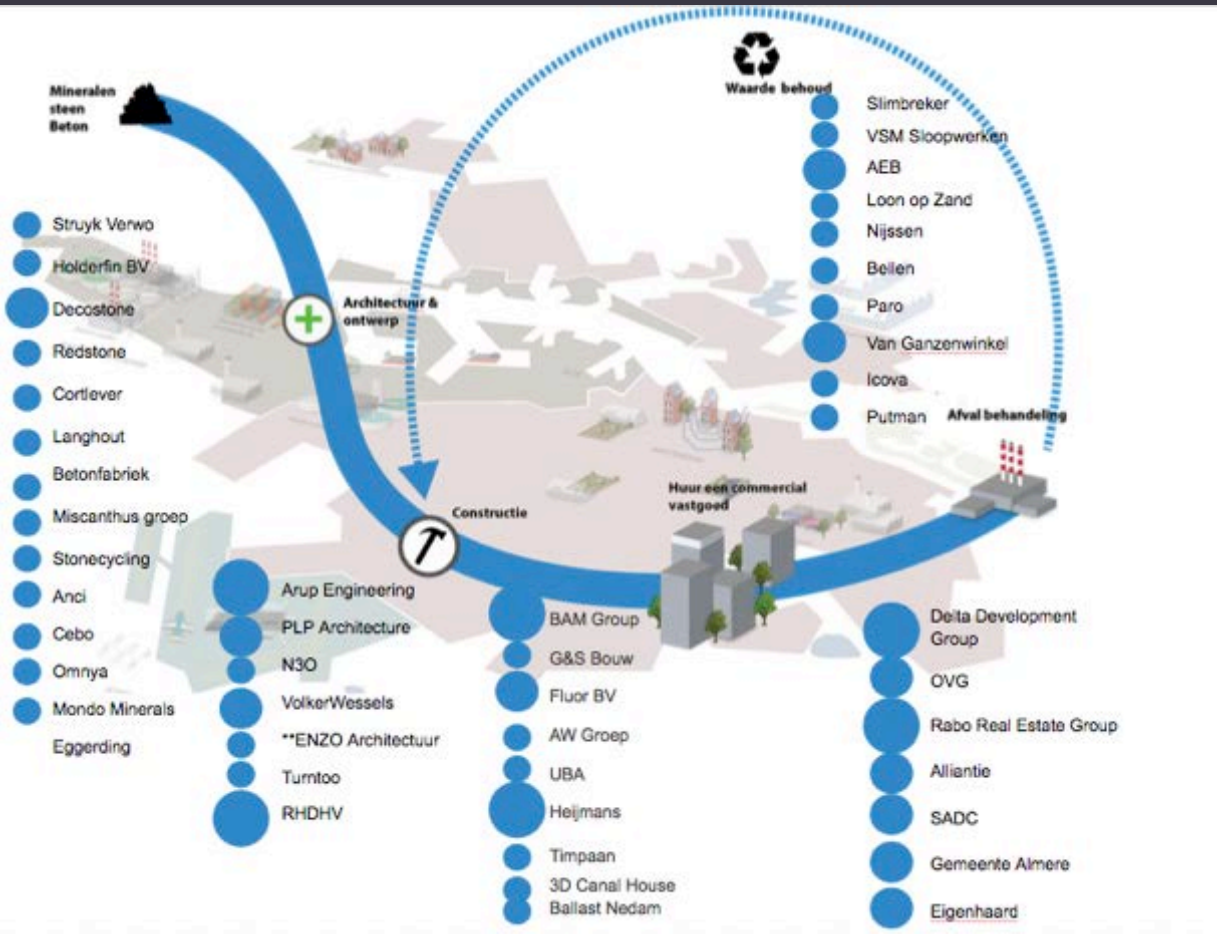 Mineralen
steen
Beton
Waarde behoud
Slimbreker
VSM Sloopwerken
AEB
Loon op Zand
Nijssen
Bellen
Paro
Van Ganzenwinkel
Icova
Putman
Afval behandeling
Struyk Verwo
Holderfin BV
Decostone
Redstone
Cortlever
Langhout
Betonfabriek
Miscanthus groep
Stonecycling
Anci
Cebo
Omnya
Mondo Minerals
Eggerding
Architectuur &
ontwerp
Constructie
Huur een commercial
vastgoed
Arup Engineering
PLP Architecture
N3O
VolkerWessels
**ENZO Architectuur
Turntoo
RHDHV
BAM Group
G&S Bouw
Fluor BV
AW Groep
UBA
Heijmans
Timpaan
3D Canal House
Ballast Nedam
Delta Development
Group
OVG
Rabo Real Estate Group
Alliantie
SADC
Gemeente Almere
Eigenhaard